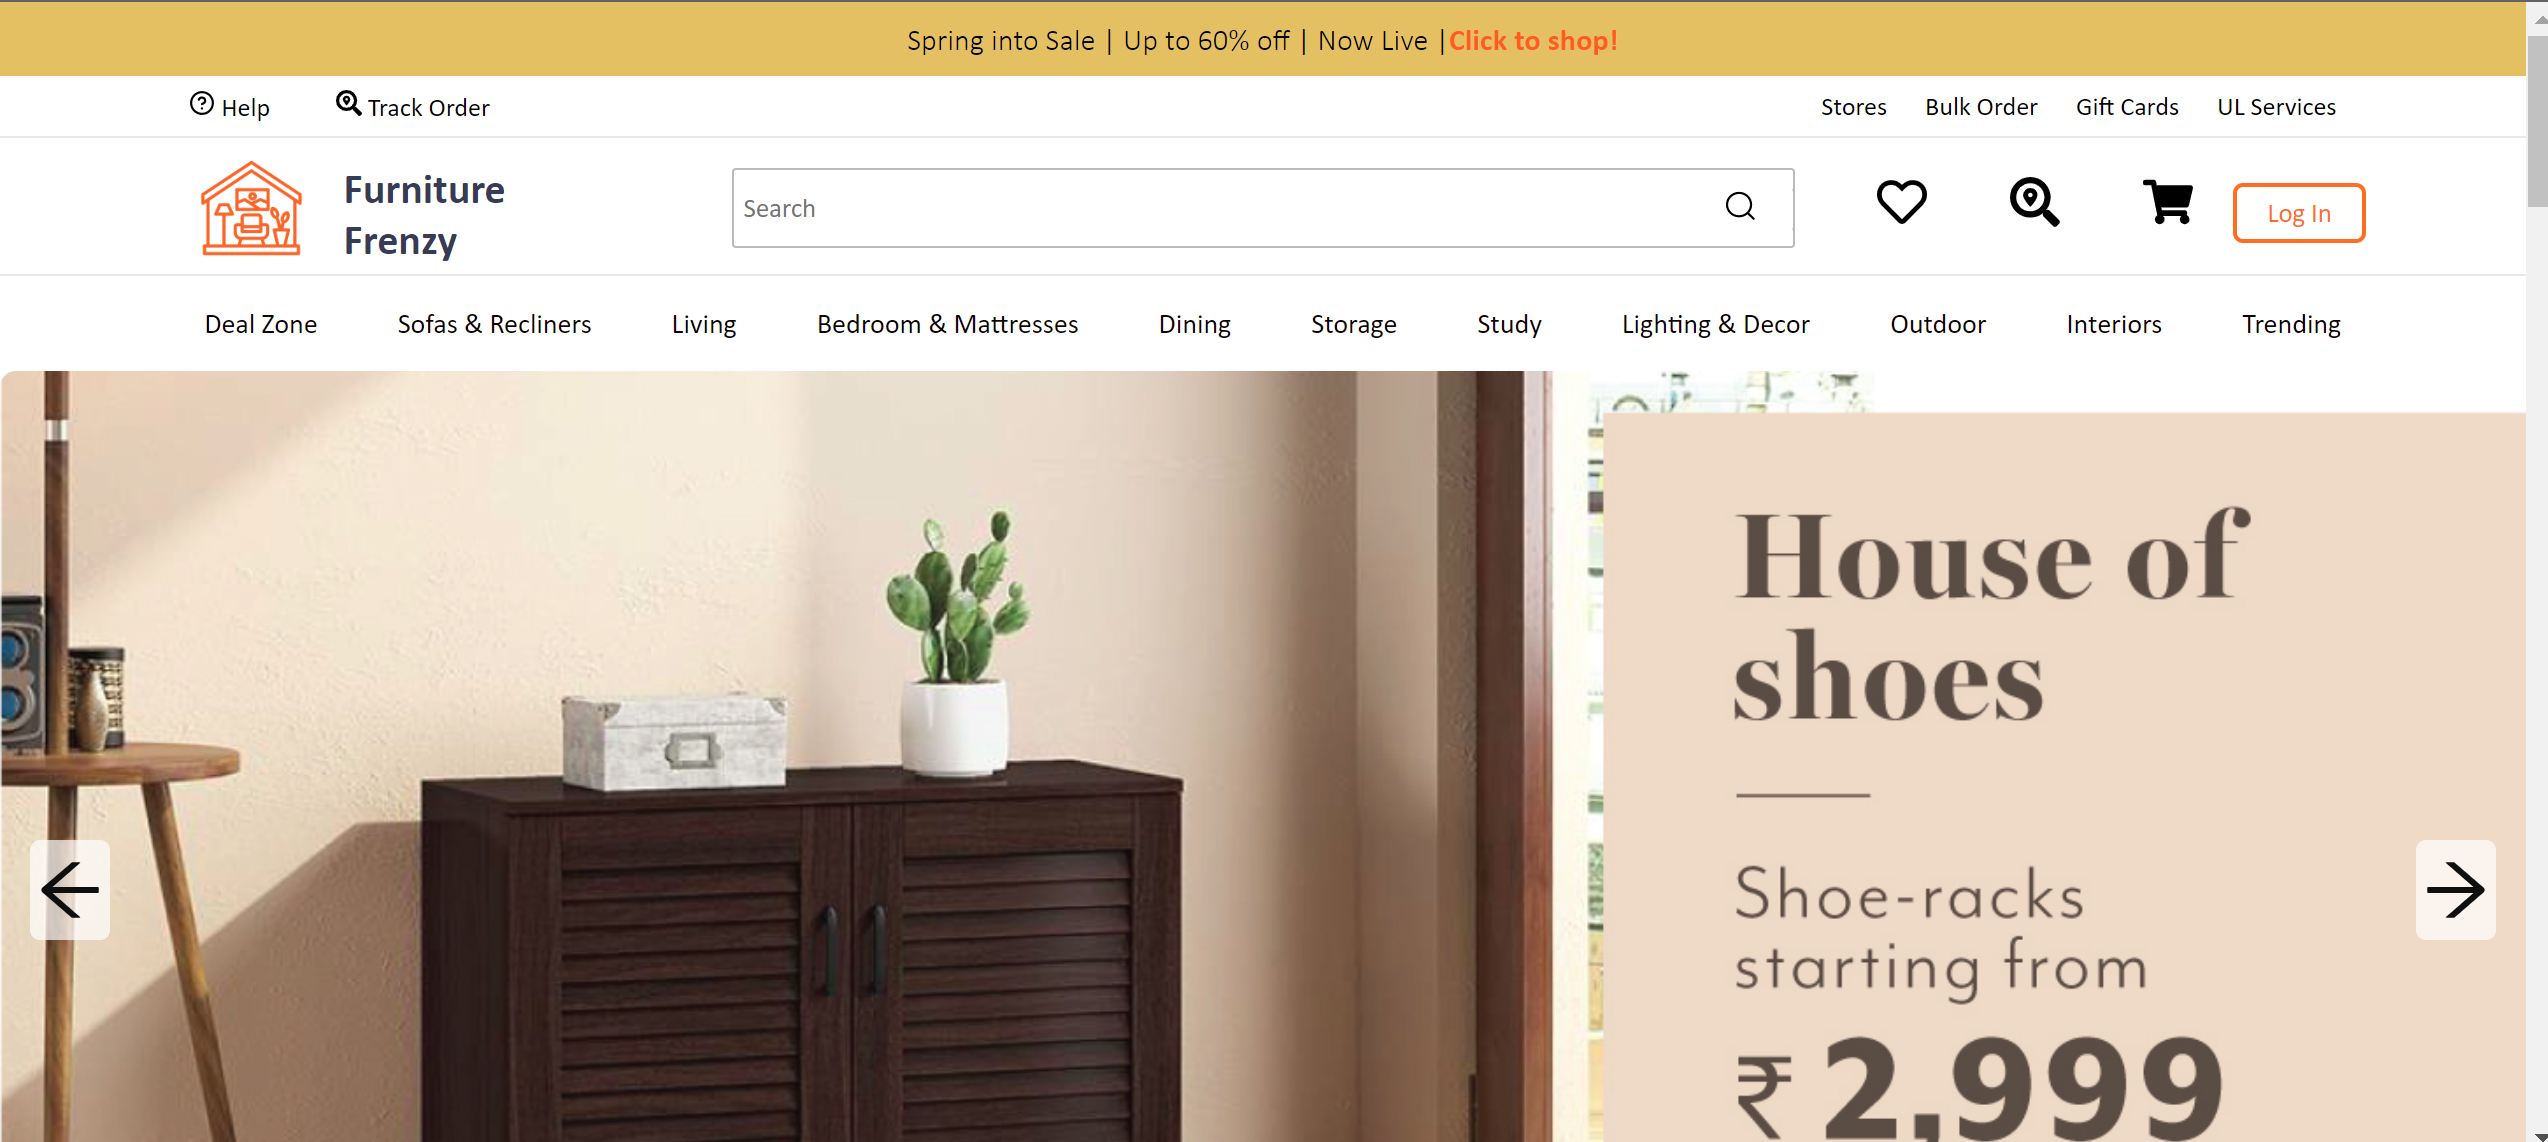 Spring into Sale | Up to 60% off | Now Live |Click to shop!
Help Track Order Stores Bulk Order Gift Cards UL Services
Furniture
Frenzy
Search
Log In
Deal Zone Sofas & Recliners Living Bedroom & Mattresses Dining Storage Study Lighting & Decor Outdoor Interiors Trending
House of
shoes
Shoe-racks
starting from
₹ 2,999